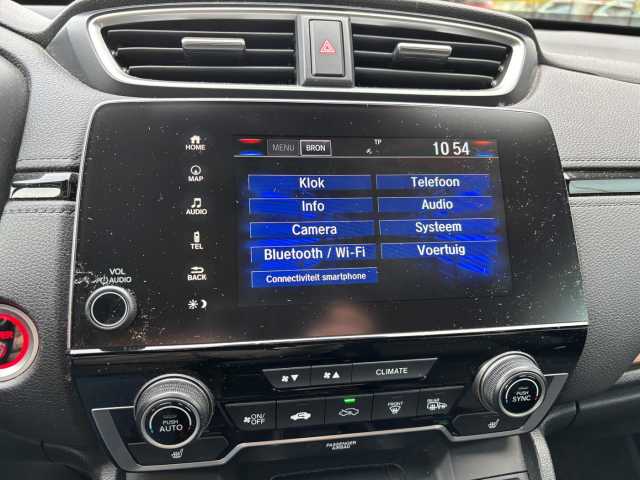 HOME
MAP
AUDIO
TEL
BACK
VOL
AUDIO
MENU BRON TP 10 54
Klok Telefoon
Info Audio
Camera Systeem
Bluetooth / Wi-Fi Voertuig
Connectiviteit smartphone
CLIMATE
PUSH
AUTO
ON/
OFF
FRONT
REAR
PUSH
SYNC
PASSENGER
AIRBAG